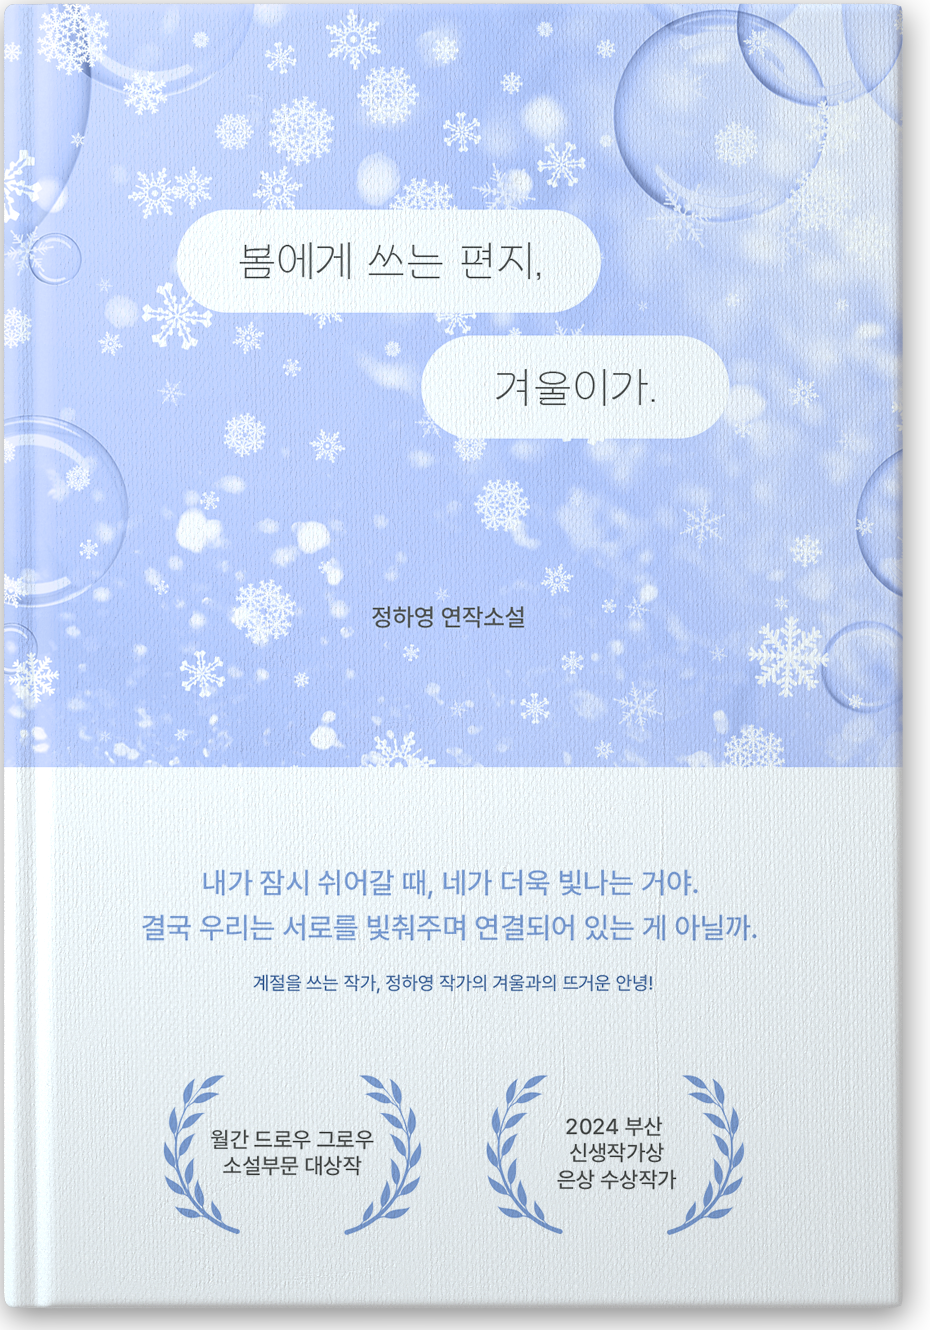 봄에게 쓰는 편지,
겨울이가.
정하영 연작소설
내가 잠시 쉬어갈 때, 네가 더욱 빛나는 거야.
결국 우리는 서로를 빛춰주며 연결되어 있는 게 아닐까.
계절을 쓰는 작가, 정하영 작가의 겨울과의 뜨거운 안녕!
월간 드로우 그로우
소설부문 대상작
2024 부산
신생작가상
은상 수상작가